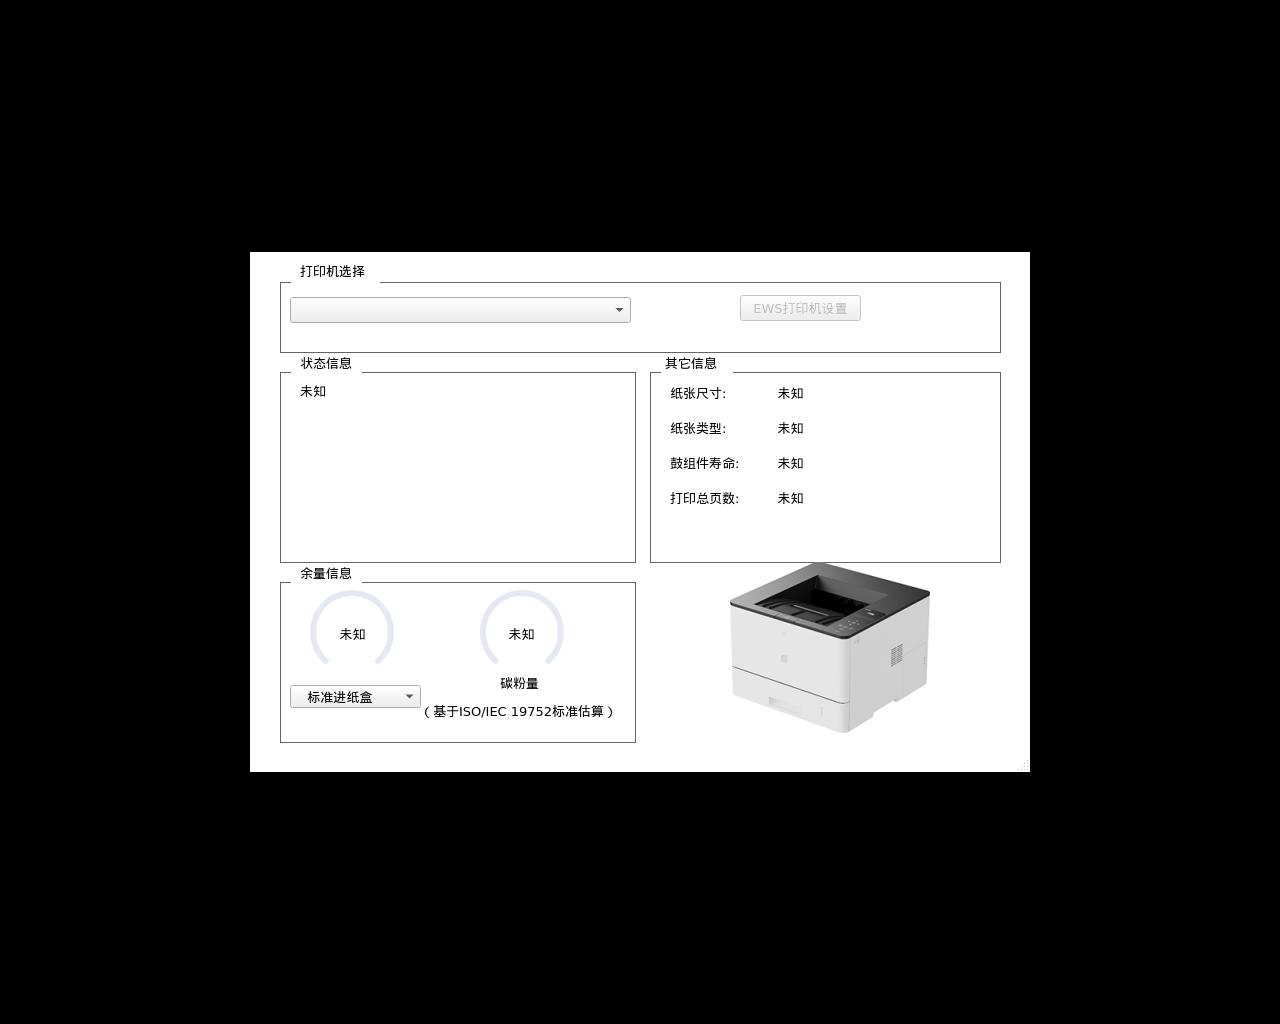 打印机选择
EWS打印机设置
状态信息
未知
其它信息
纸张尺寸: 未知
纸张类型: 未知
鼓组件寿命: 未知
打印总页数: 未知
余量信息
未知
标准进纸盒
未知
碳粉量
（基于ISO/IEC 19752标准估算）